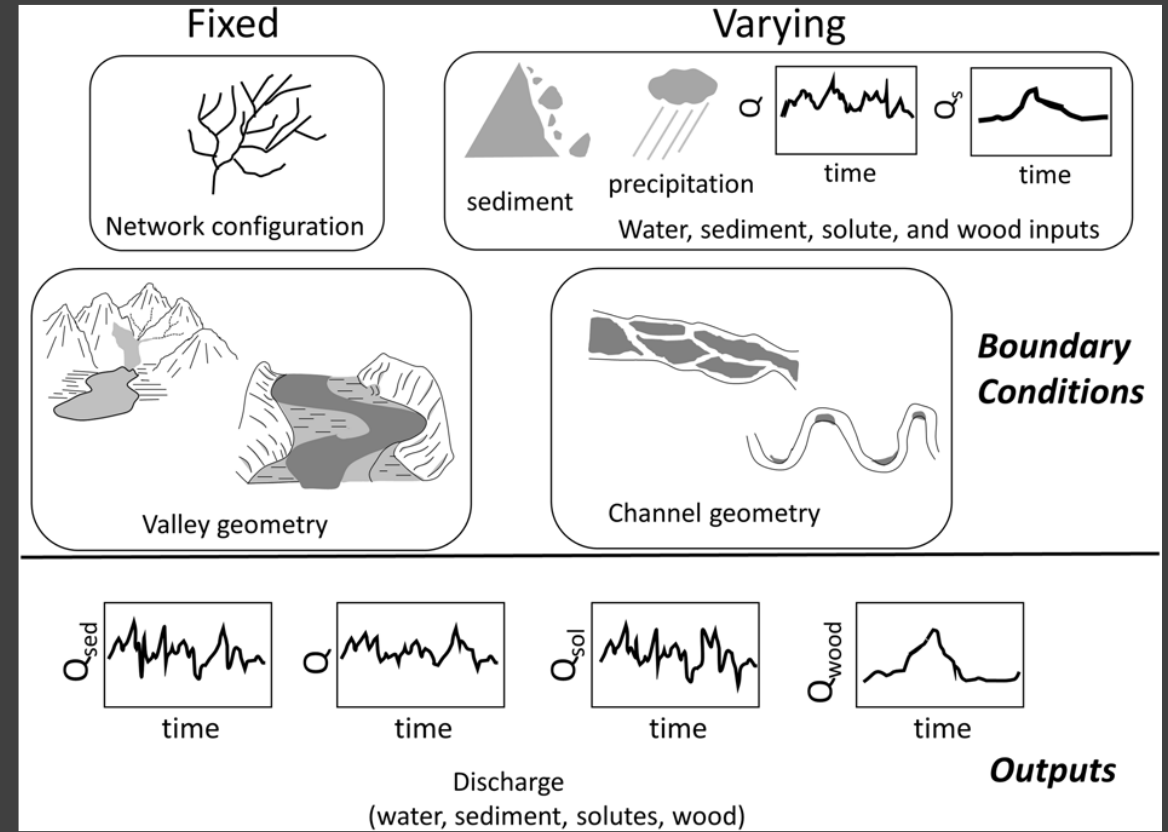 Fixed
Varying
Network configuration
sediment
precipitation
Q
time
Qs
time
Water, sediment, solute, and wood inputs
Valley geometry
Channel geometry
Boundary
Conditions
Qsed
time
Q
time
Qsol
time
Qwood
time
Outputs
Discharge
(water, sediment, solutes, wood)